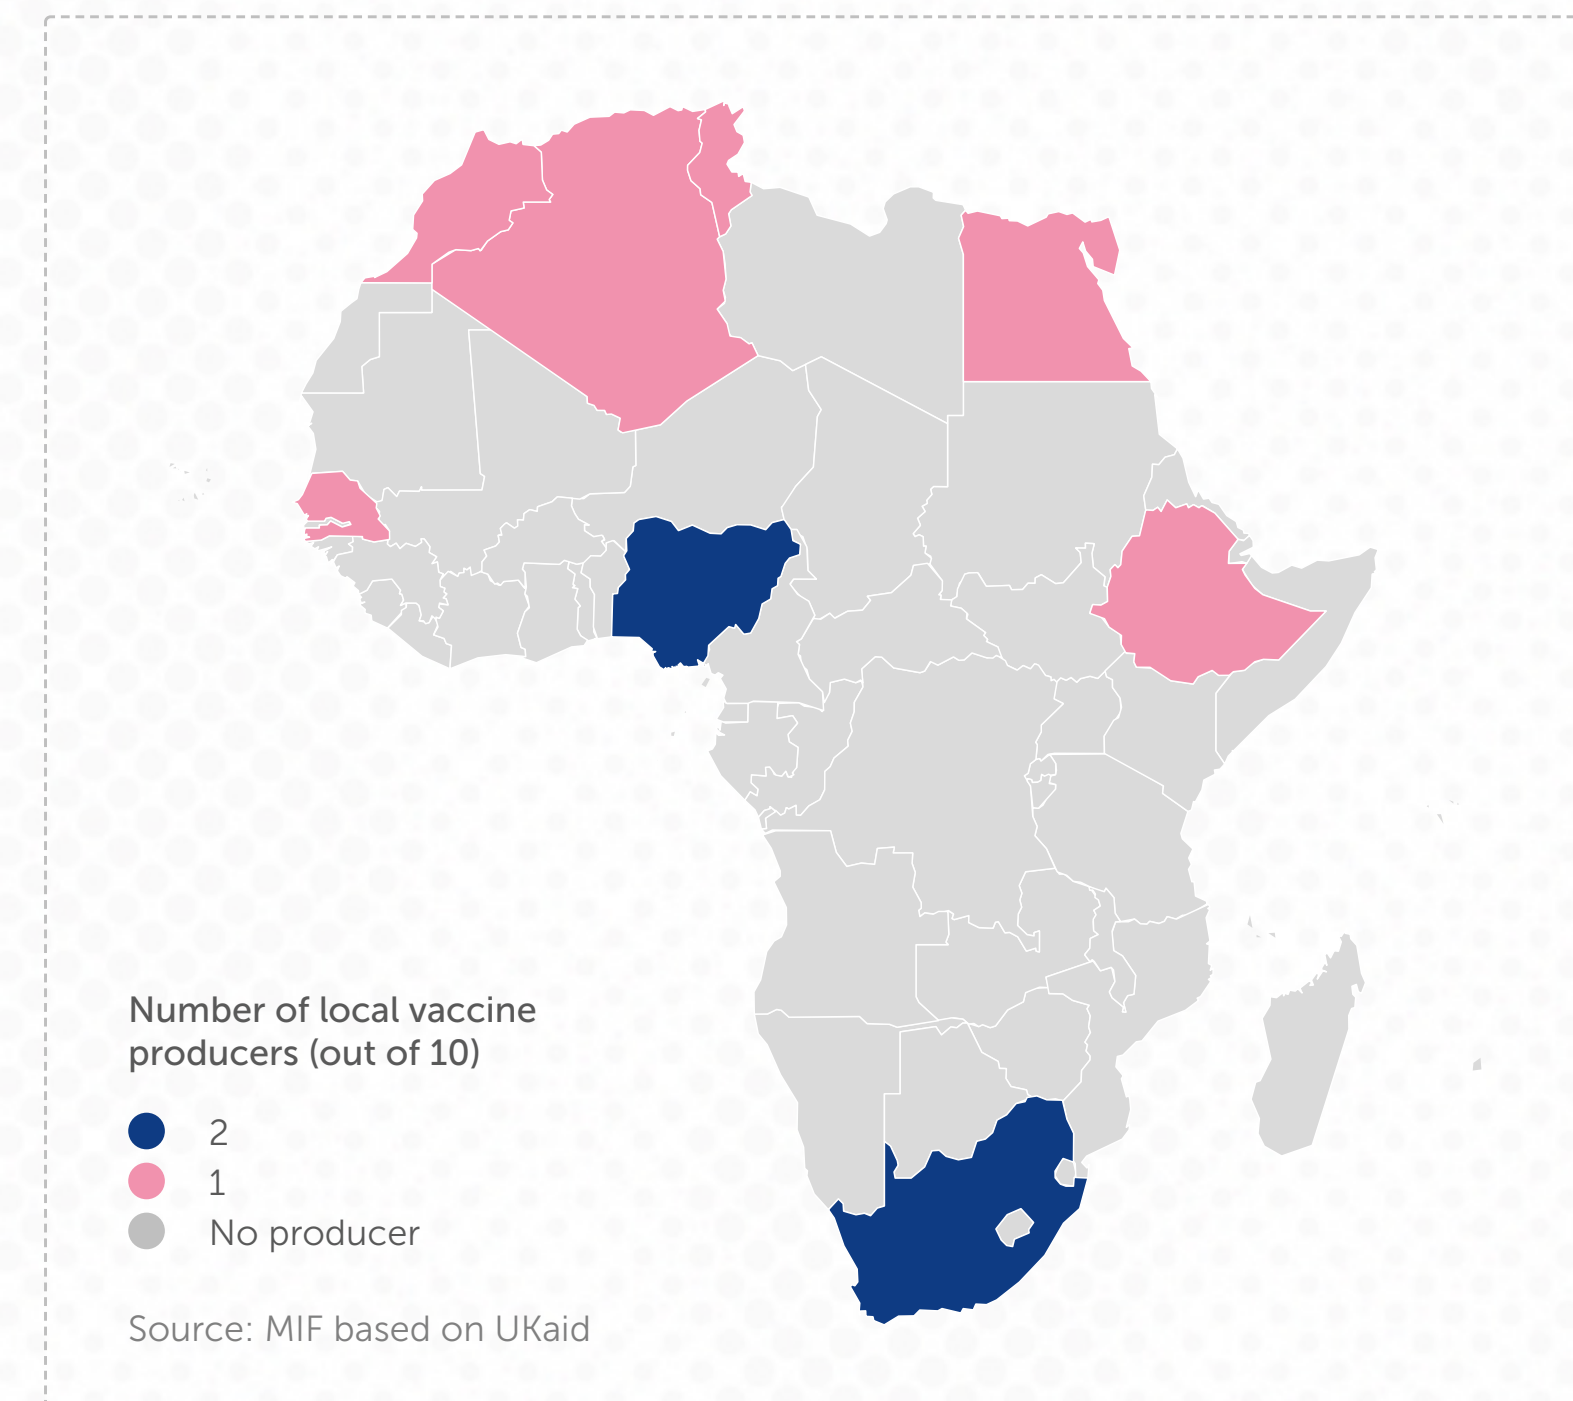 Number of local vaccine
producers (out of 10)
2
1
No producer
Source: MIF based on UKaid